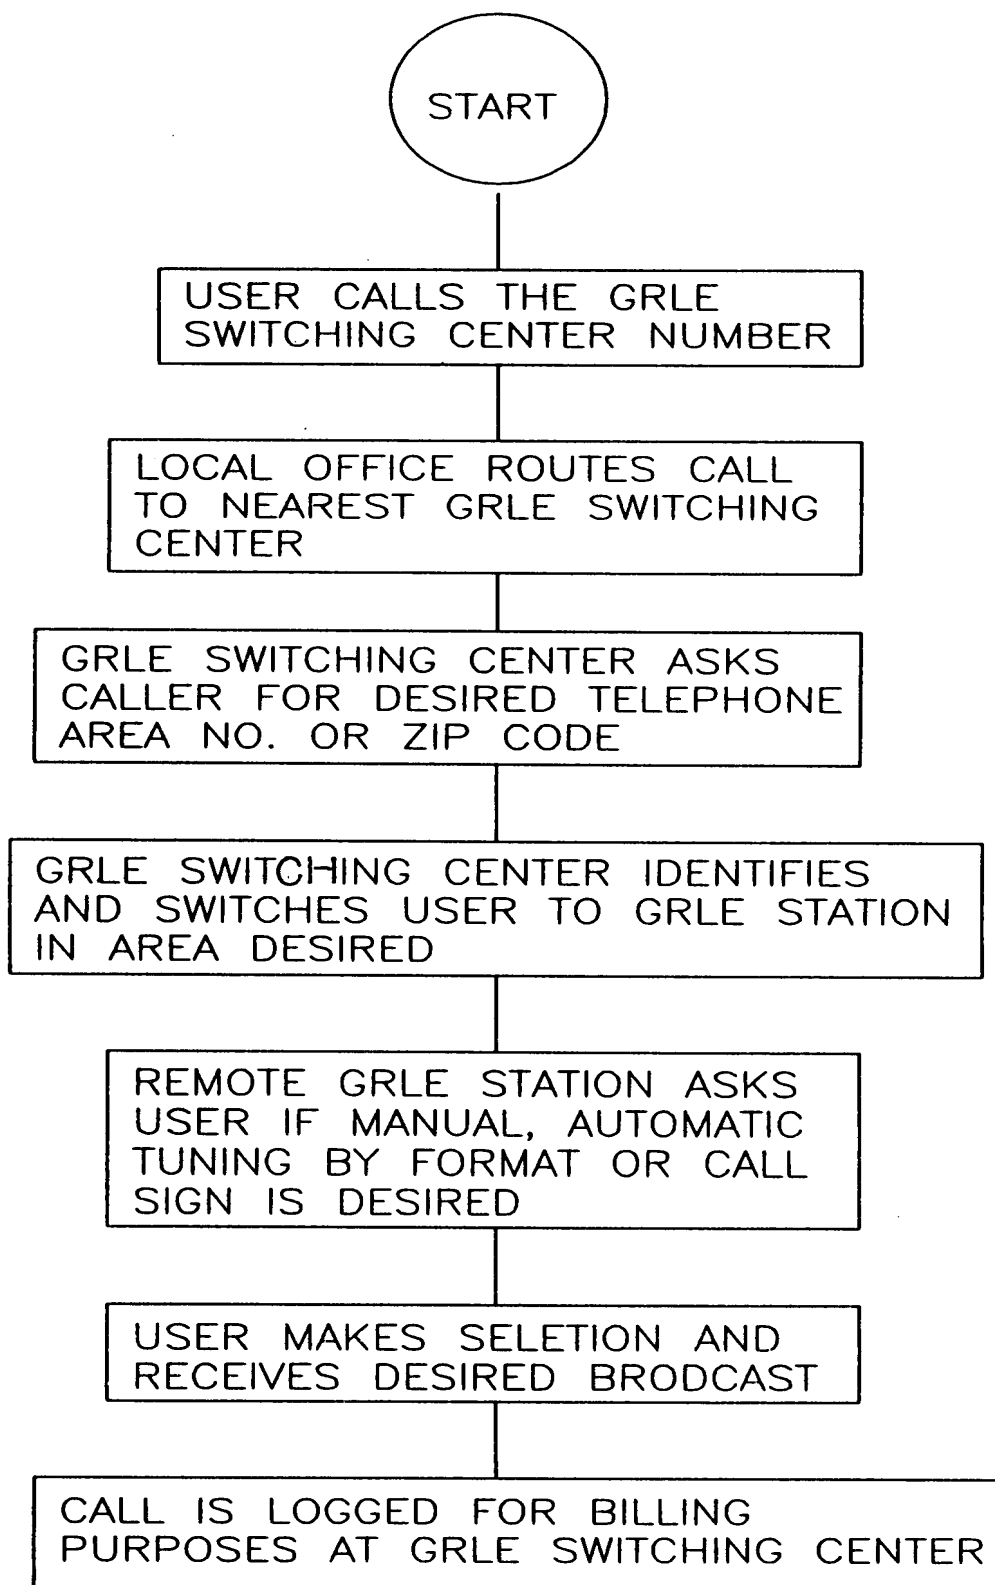 START
USER CALLS THE GRLE
SWITCHING CENTER NUMBER
LOCAL OFFICE ROUTES CALL
TO NEAREST GRLE SWITCHING
CENTER
GRLE SWITCHING CENTER ASKS
CALLER FOR DESIRED TELEPHONE
AREA NO. OR ZIP CODE
GRLE SWITCHING CENTER IDENTIFIES
AND SWITCHES USER TO GRLE STATION
IN AREA DESIRED
REMOTE GRLE STATION ASKS
USER IF MANUAL, AUTOMATIC
TUNING BY FORMAT OR CALL
SIGN IS DESIRED
USER MAKES SELETION AND
RECEIVES DESIRED BRODCAST
CALL IS LOGGED FOR BILLING
PURPOSES AT GRLE SWITCHING CENTER